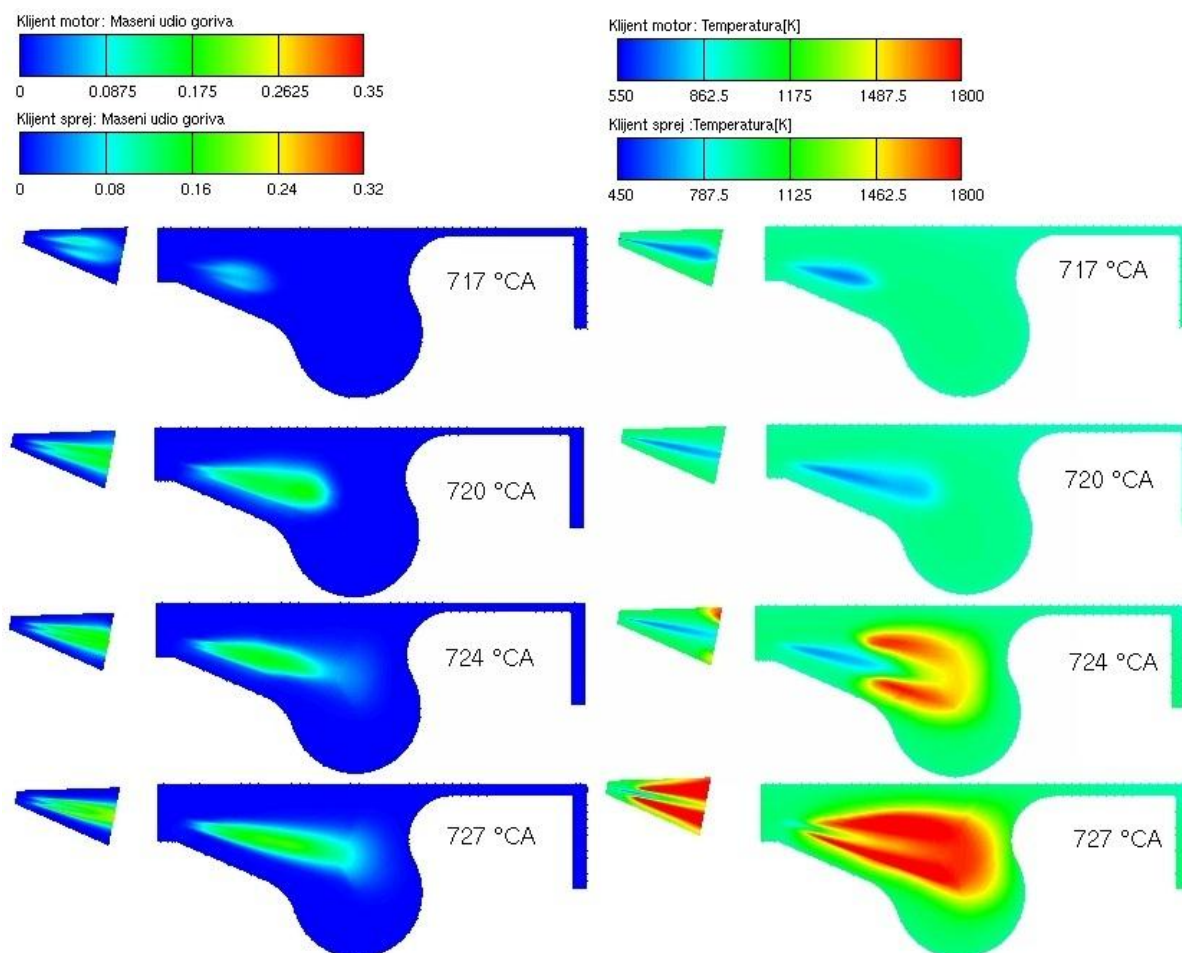 Klijent motor: Maseni udio goriva
0 0.0875 0.175 0.2625 0.35
Klijent sprej: Maseni udio goriva
0 0.08 0.16 0.24 0.32
Klijent motor: Temperatura[K]
550 862.5 1175 1487.5 1800
Klijent sprej :Temperatura[K]
450 787.5 1125 1462.5 1800
717 °CA
717 °CA
720 °CA
720 °CA
724 °CA
724 °CA
727 °CA
727 °CA